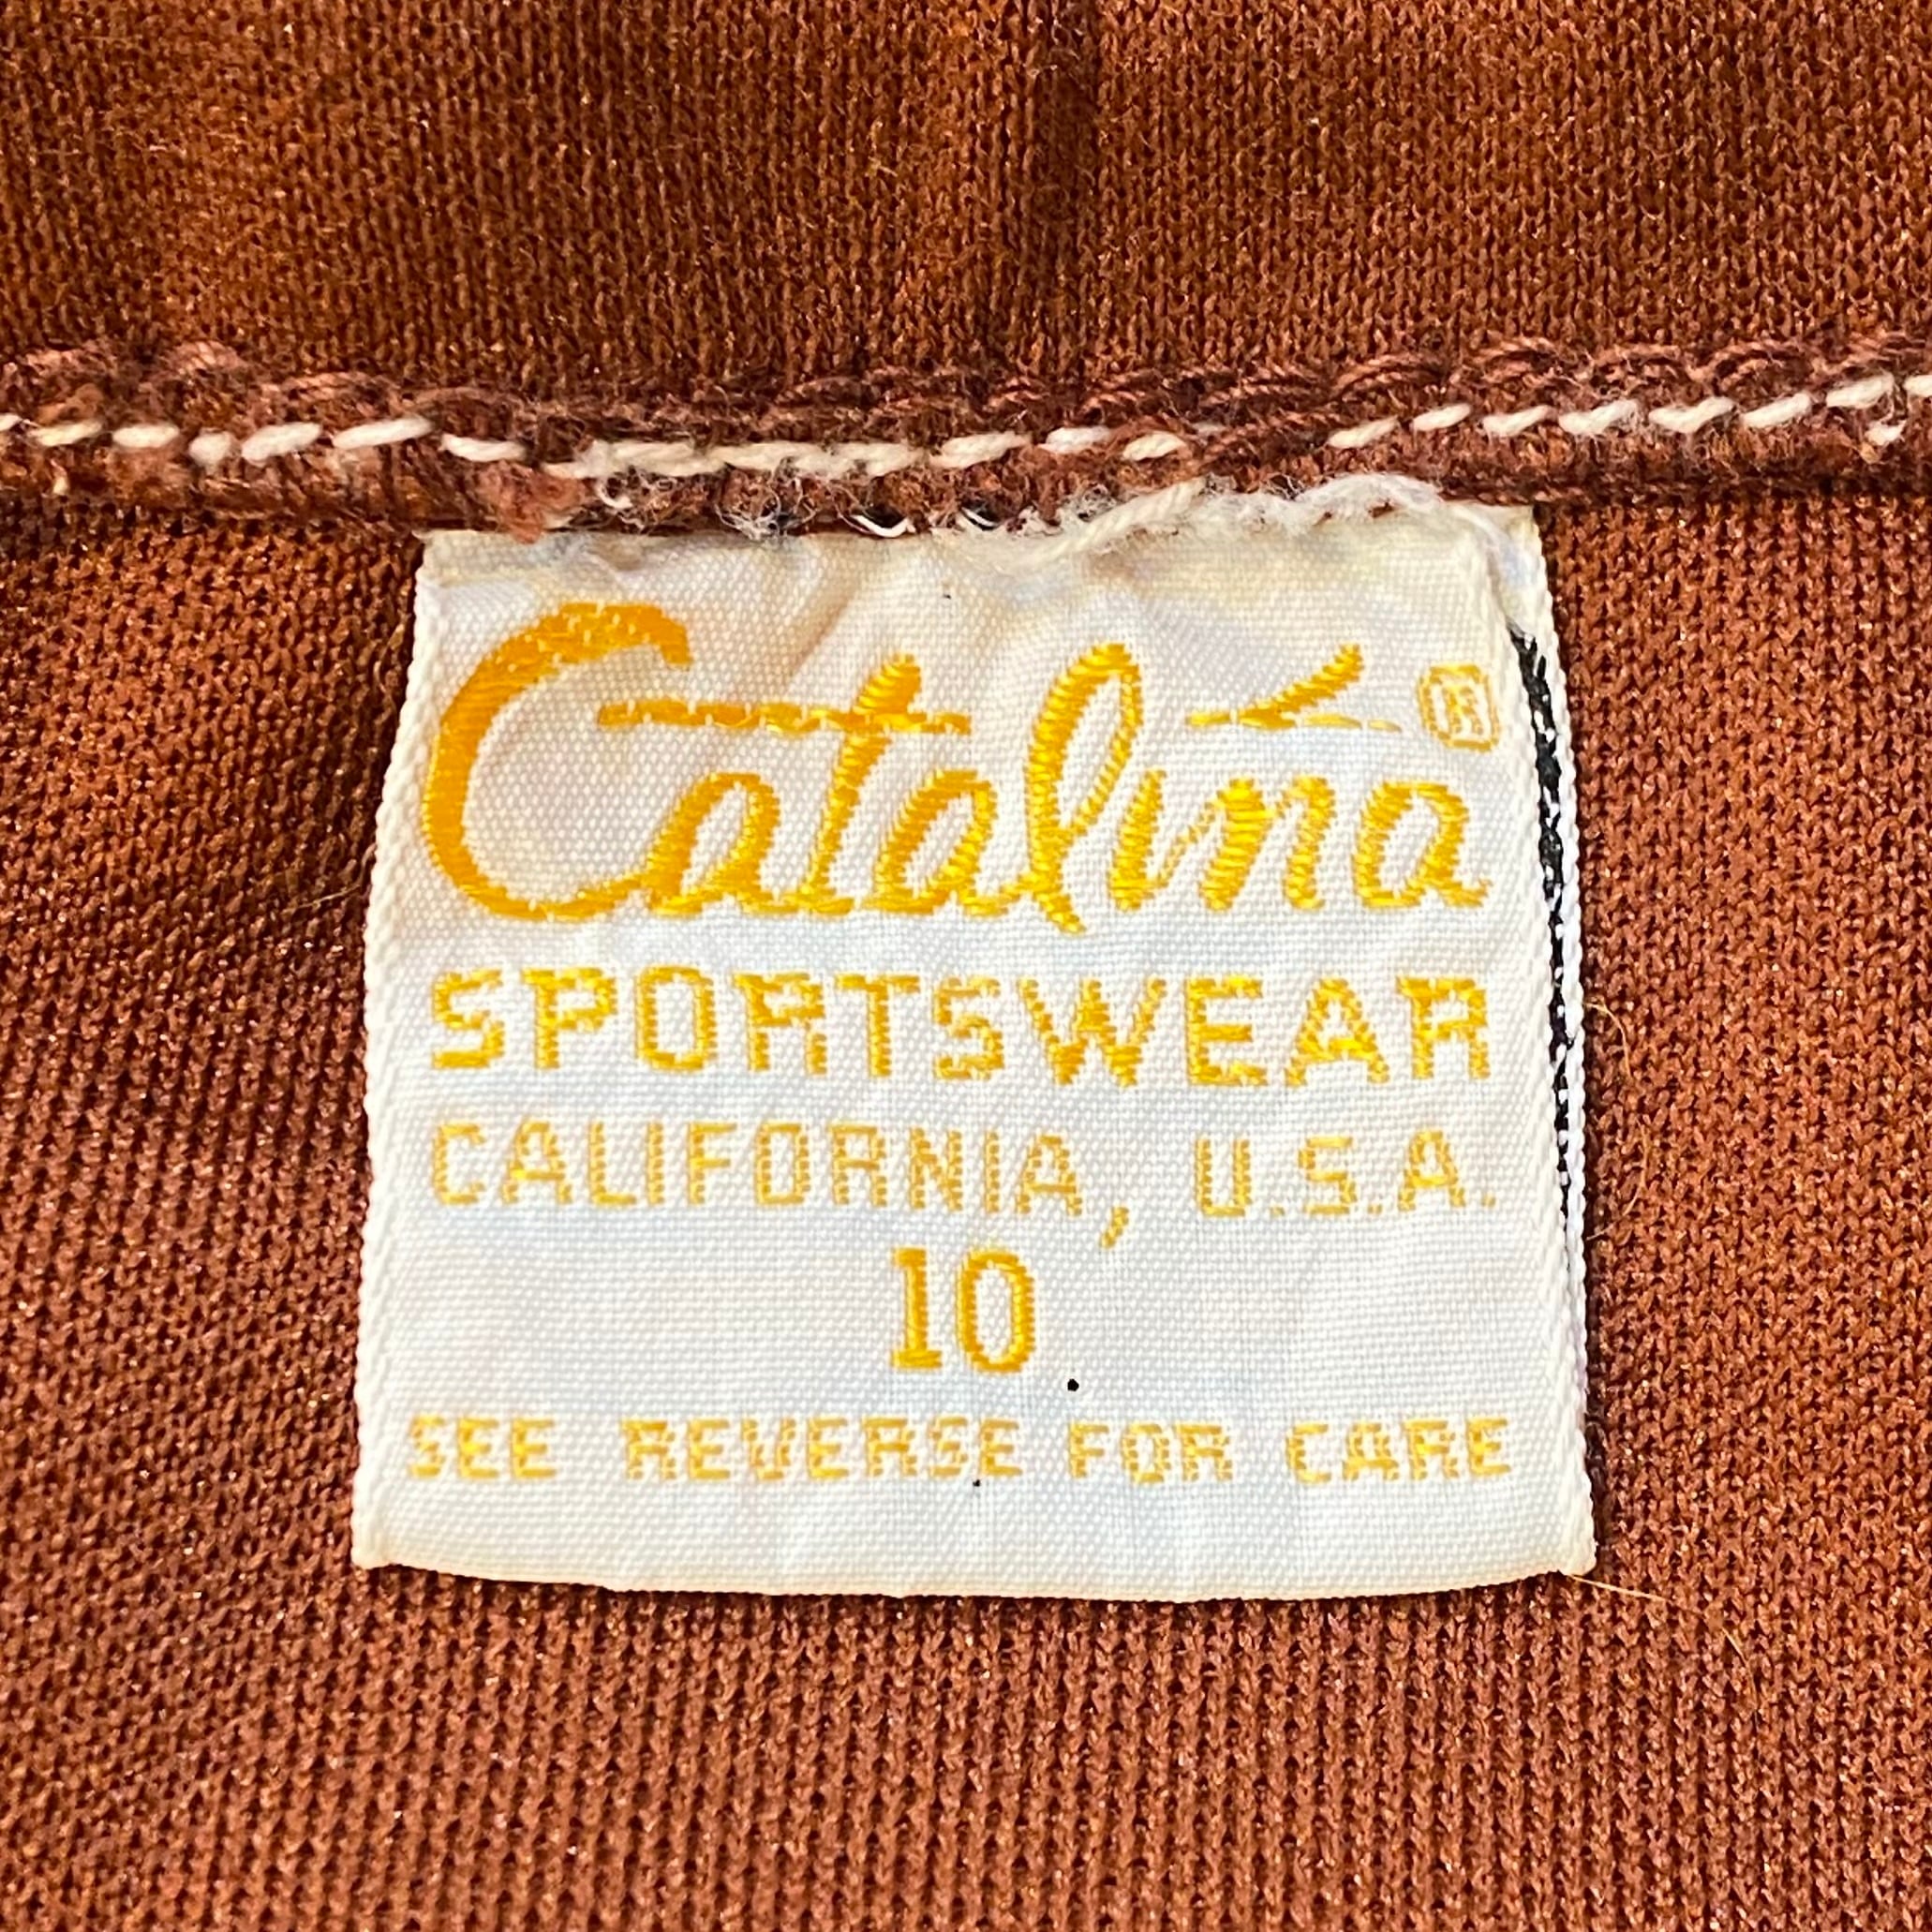 Catalina®
SPORTSWEAR
CALIFORNIA, U.S.A.
10
SEE REVERSE FOR CARE